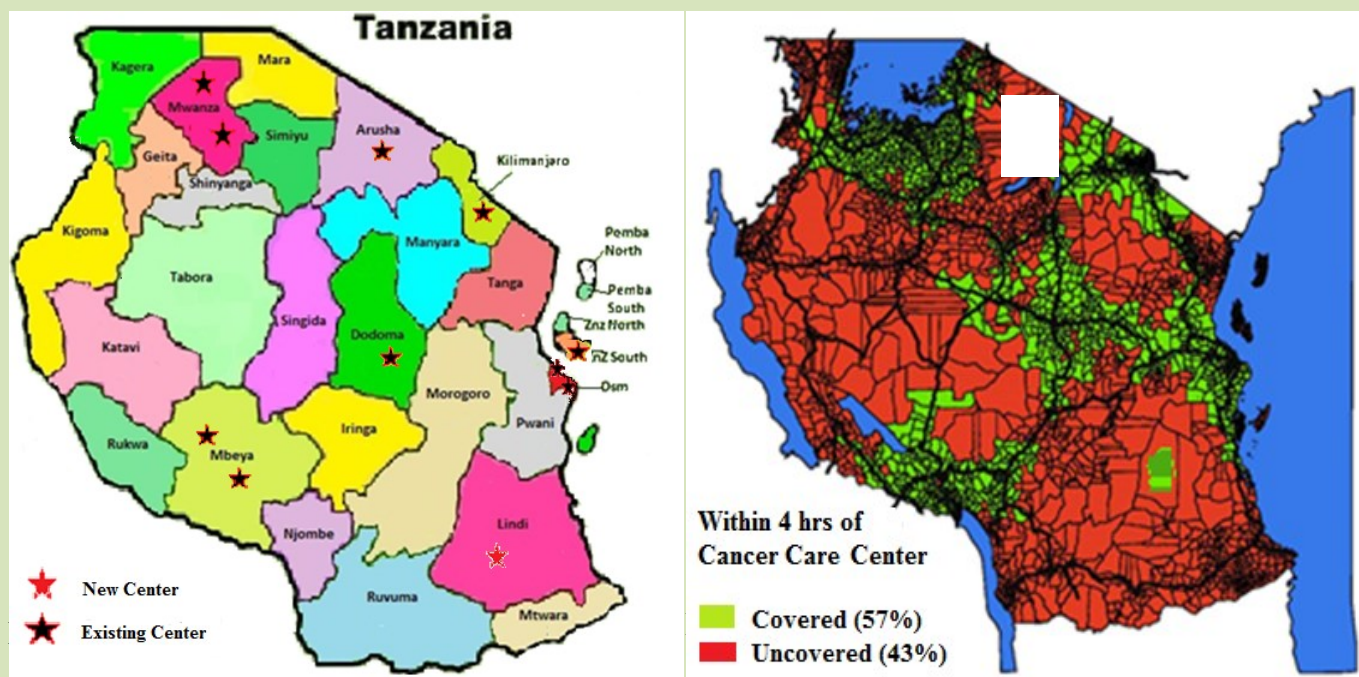 Tanzania
Kagera
Mara
Mwanza
Simiyu
Arusha
Geita
Kilimanjaro
Shinyanga
Kigoma
Pemba
North
Manyara
Tabora
Tanga
Pemba
South
Singida
Znz North
Katavi
Dodoma
nZ South
Dsm
Morogoro
Pwani
Iringa
Rukwa
Mbeya
Lindi
Njombe
Ruvuma
Mtwara
New Center
Existing Center
Within 4 hrs of
Cancer Care Center
Covered (57%)
Uncovered (43%)